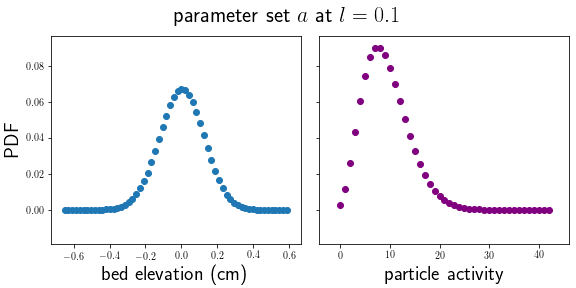 parameter set a at l = 0.1
PDF
0.08
0.06
0.04
0.02
0.00
−0.6 −0.4 −0.2 0.0 0.2 0.4 0.6
bed elevation (cm)
0 10 20 30 40
particle activity